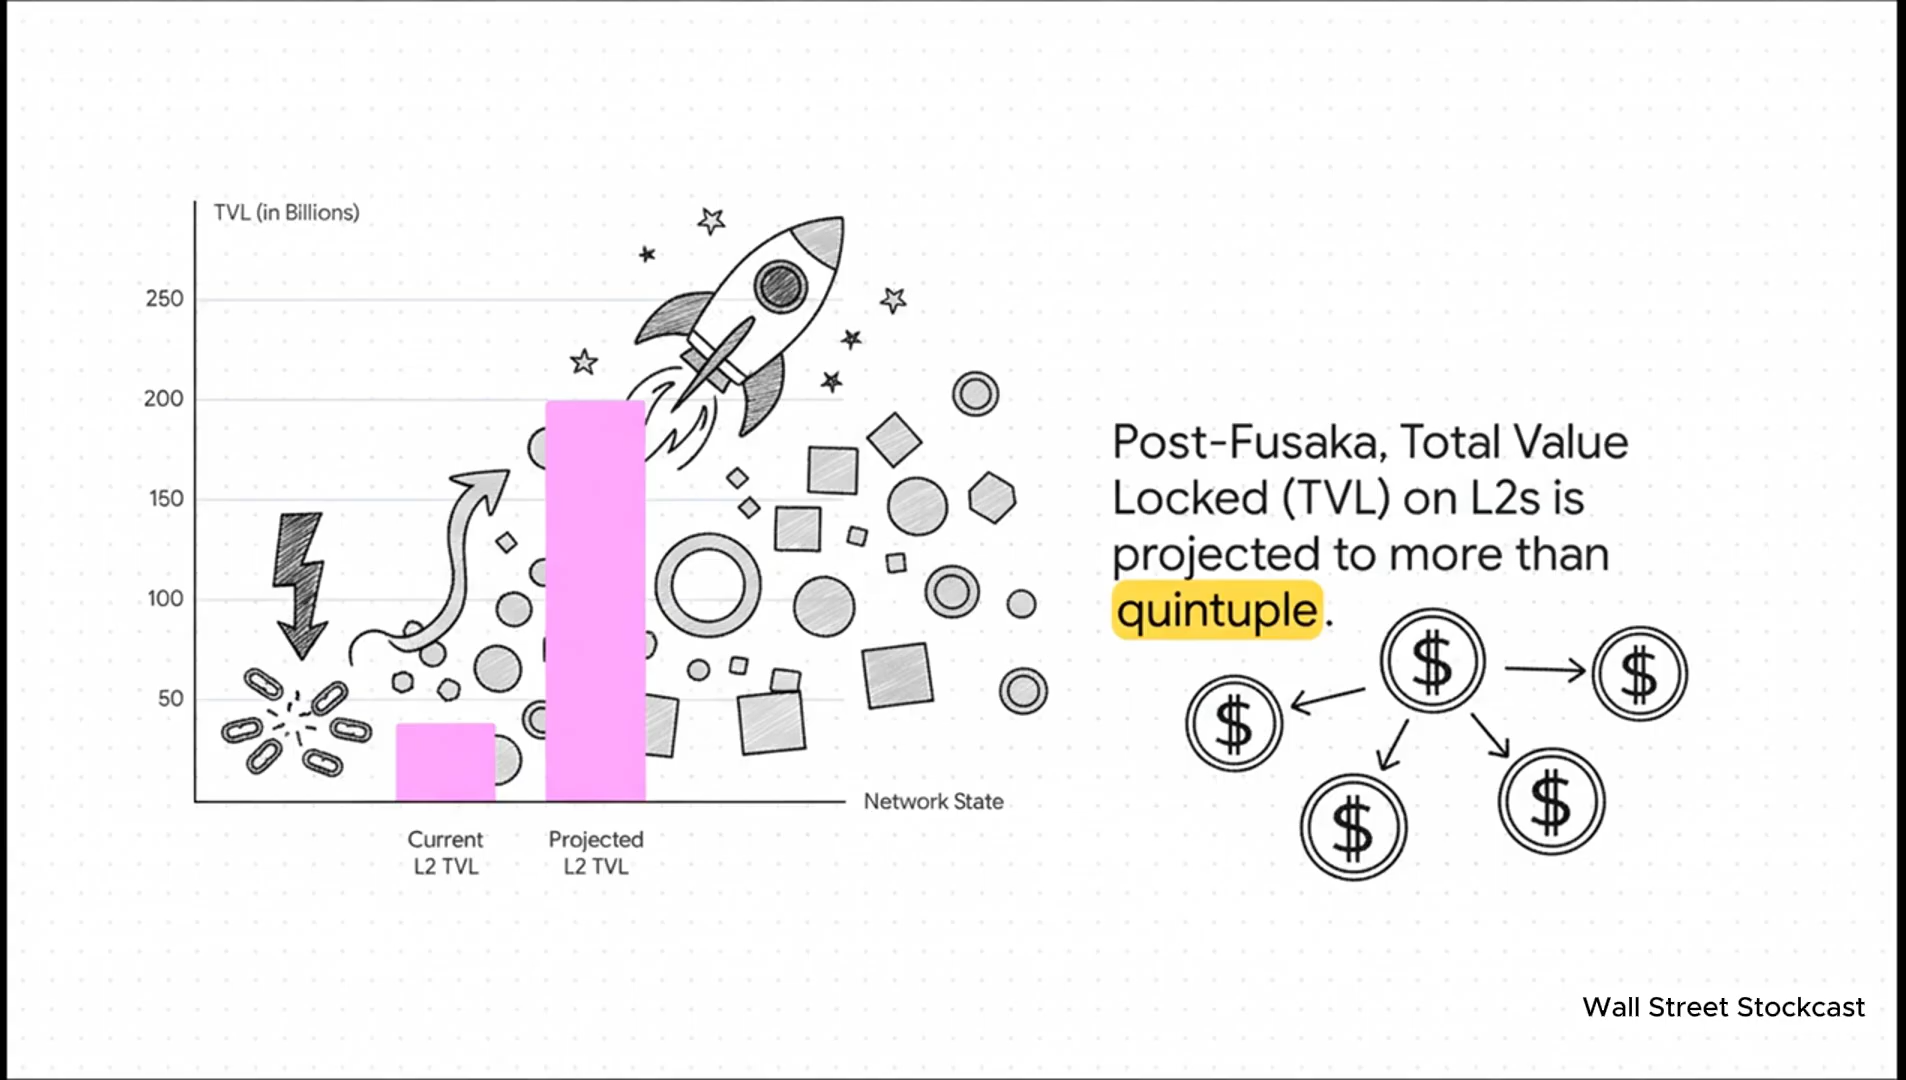 TVL (in Billions)
250
200
150
100
50
Network State
Current
L2 TVL
Projected
L2 TVL
Post-Fusaka, Total Value
Locked (TVL) on L2s is
projected to more than
quintuple.
$
$
$
$
$
Wall Street Stockcast